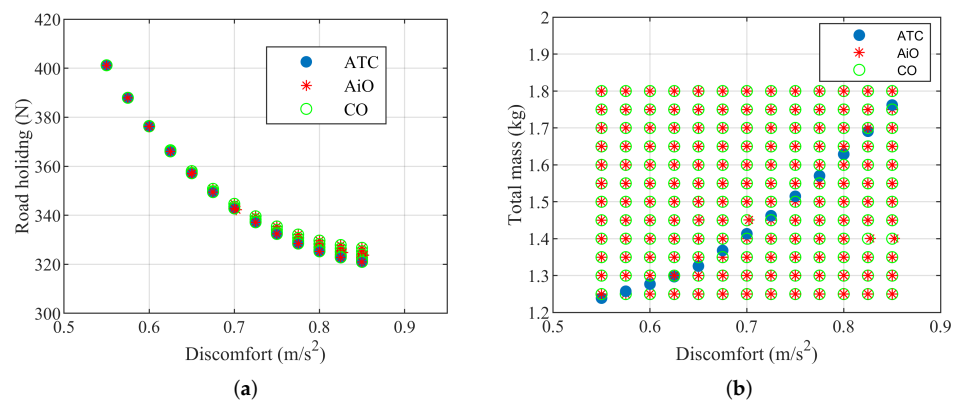 420
400
380
360
340
320
300
Road holidng (N)
ATC
AiO
CO
0.5
0.6
0.7
0.8
0.9
Discomfort (m/s²)
(a)
2
1.9
1.8
1.7
1.6
1.5
1.4
1.3
1.2
Total mass (kg)
ATC
AiO
CO
0.5
0.6
0.7
0.8
0.9
Discomfort (m/s²)
(b)